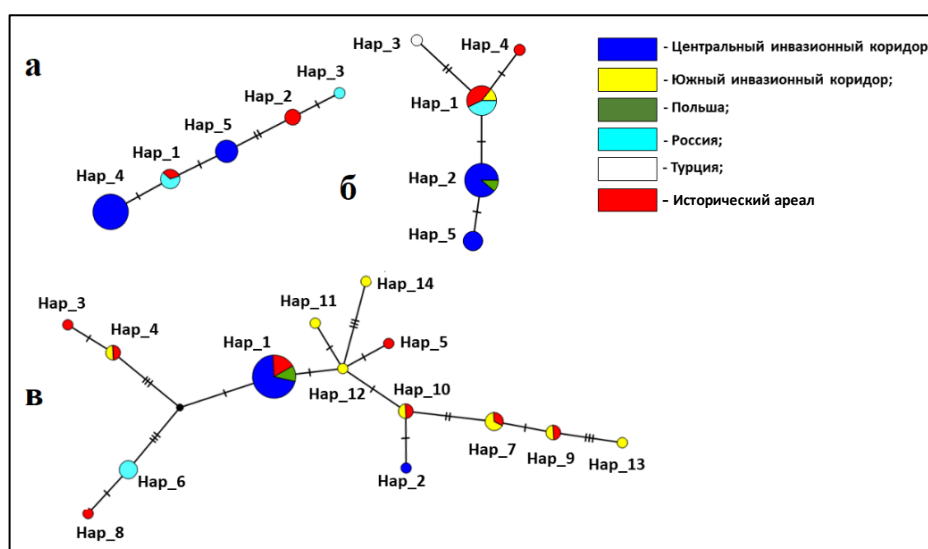 а
Hap_3
Hap_2
Hap_5
Hap_1
Hap_4
б
Hap_3
Hap_4
Hap_1
Hap_2
Hap_5
- Центральный инвазионный коридор
- Южный инвазионный коридор;
- Польша;
- Россия;
- Турция;
- Исторический ареал
в
Hap_3
Hap_4
Hap_1
Hap_11
Hap_14
Hap_5
Hap_12
Hap_10
Hap_7
Hap_9
Hap_13
Hap_2
Hap_6
Hap_8